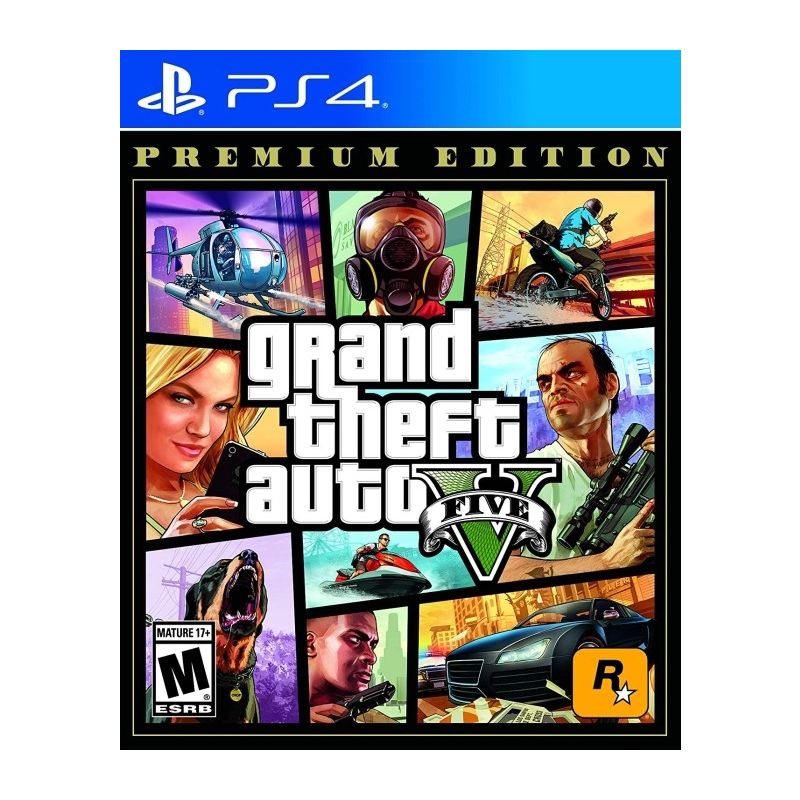 PS4
PREMIUM EDITION
grand
theft
auto
V
FIVE
MATURE 17+
M
ESRB
R